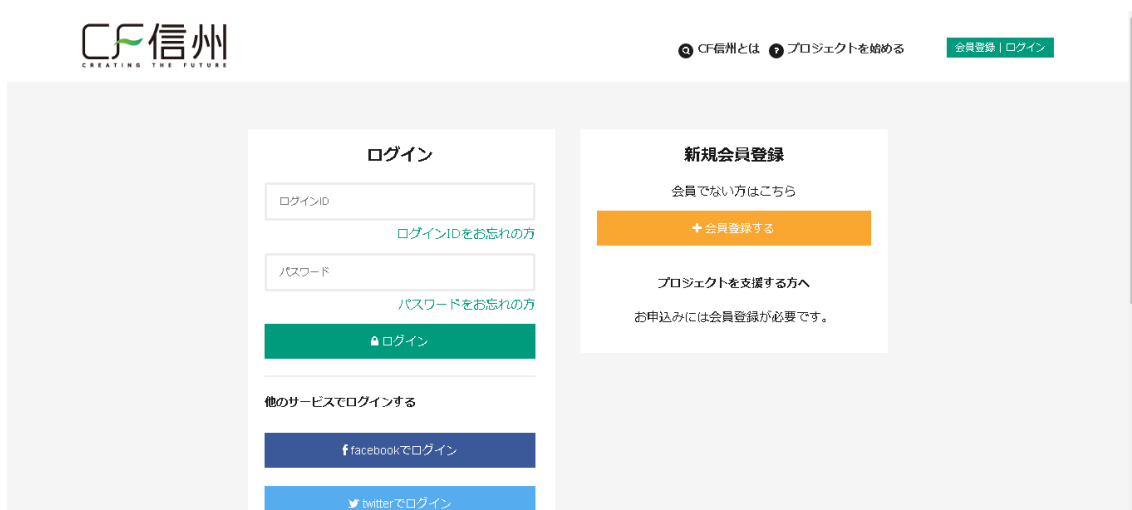 CF信州
CREATING THE FUTURE
CF信州とは プロジェクトを始める
会員登録 | ログイン
ログイン
ログインID
ログインIDをお忘れの方
パスワード
パスワードをお忘れの方
ログイン
他のサービスでログインする
facebookでログイン
twitterでログイン
新規会員登録
会員でない方はこちら
会員登録する
プロジェクトを支援する方へ
お申込みには会員登録が必要です。